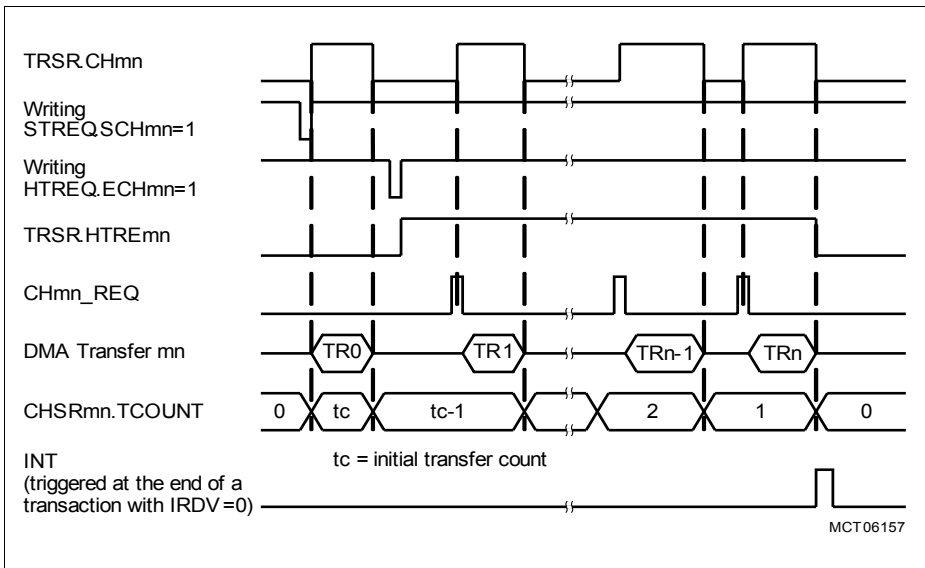 TRSR.CHmn
Writing
STREQ.SCHmn=1
Writing
HTREQ.ECHmn=1
TRSR.HTREmn
CHmn_REQ
DMA Transfer mn
TR0
TR1
TRn-1
TRn
CHSRmn.TCOUNT
0
tc
tc-1
2
1
0
INT
(triggered at the end of a
transaction with IRDV=0)
tc = initial transfer count
MCT06157